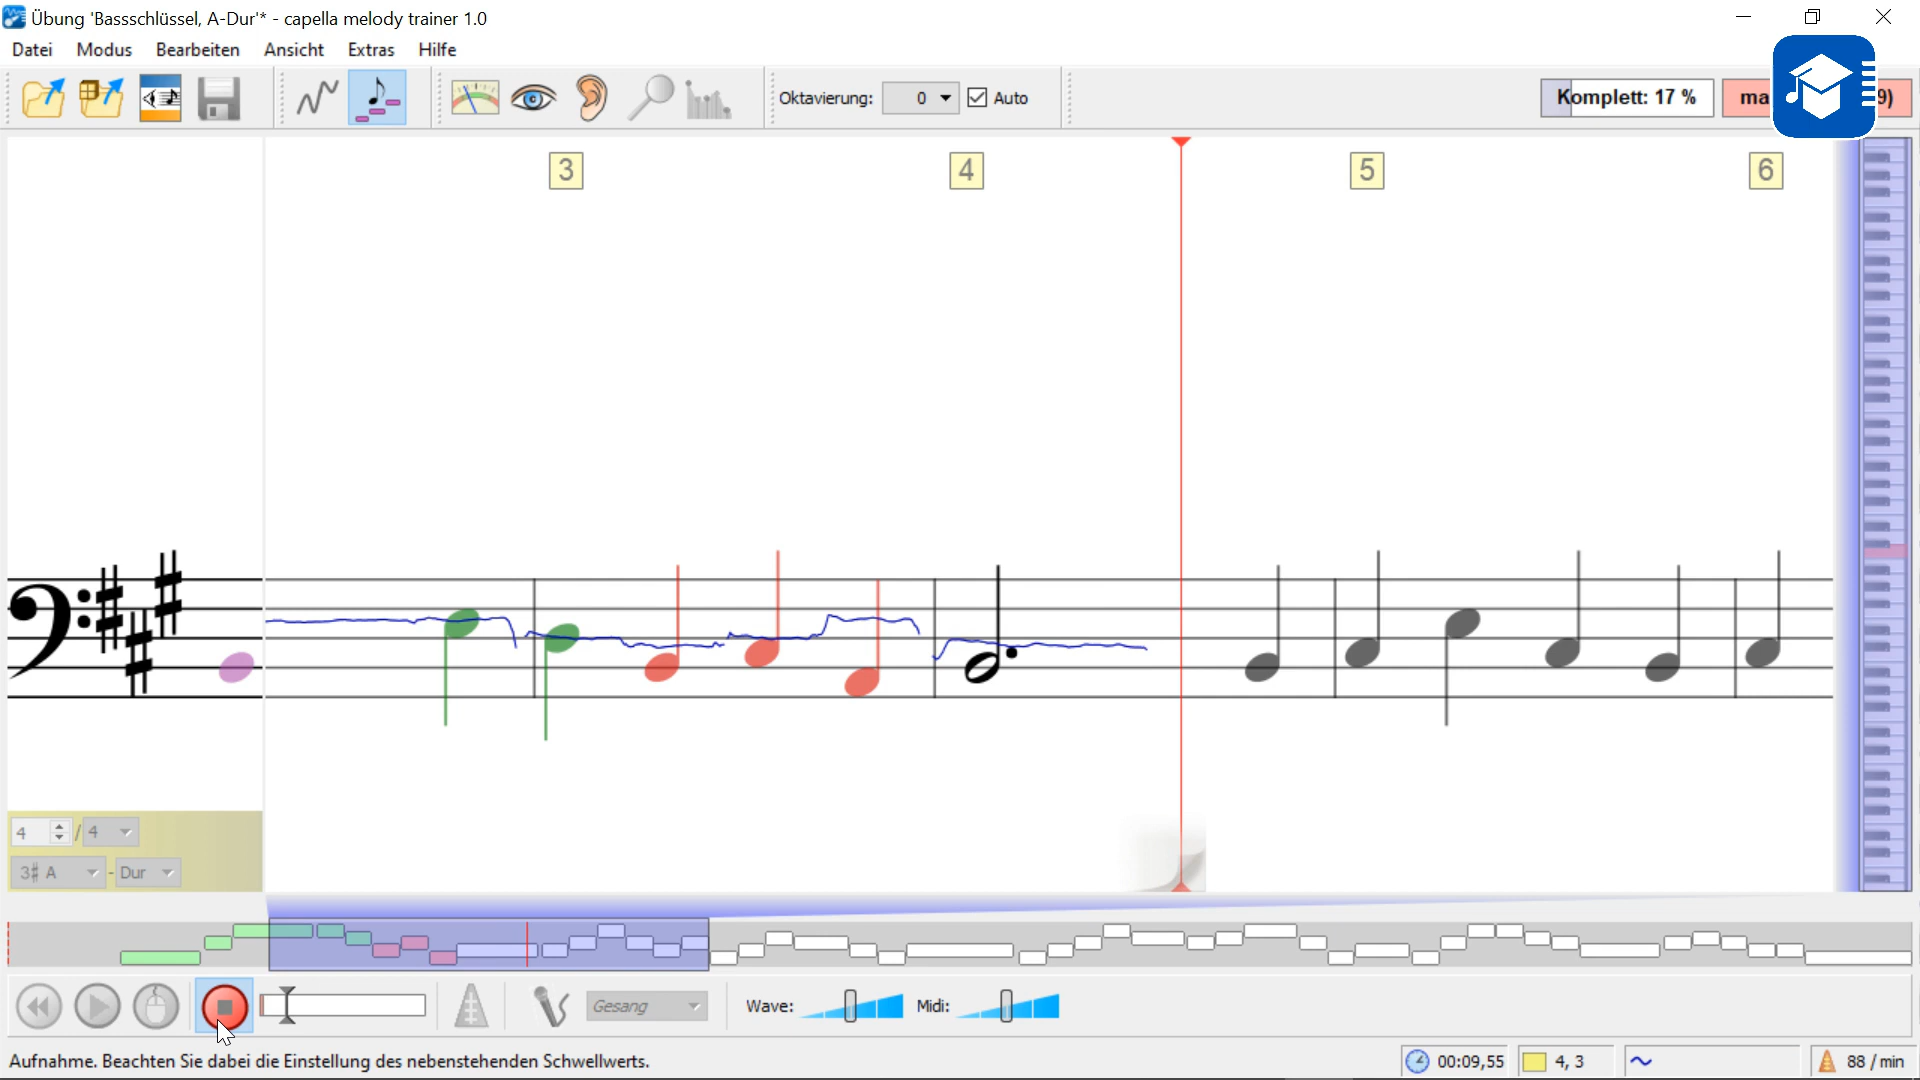 Übung 'Bassschlüssel, A-Dur'* - capella melody trainer 1.0
Datei Modus Bearbeiten Ansicht Extras Hilfe
Oktavierung: 0 Auto Komplett: 17 % ma 9)
3 4 5 6
4 / 4
3# A - Dur
Gesang Wave: Midi:
Aufnahme. Beachten Sie dabei die Einstellung des nebenstehenden Schwellwerts. 00:09,55 4, 3 88 / min